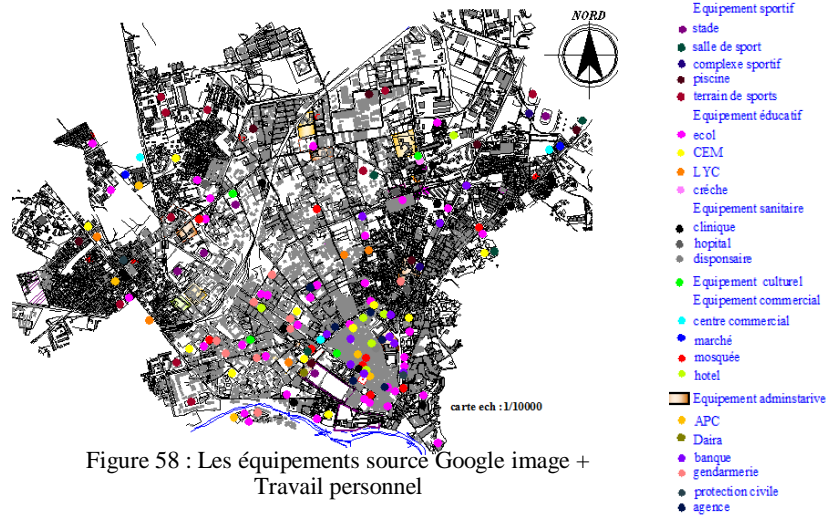 NORD
carte ech :1/10000
Figure 58 : Les équipements source Google image +
Travail personnel
Equipement sportif
stade
salle de sport
complexe sportif
piscine
terrain de sports
Equipement éducatif
ecol
CEM
LYC
crèche
Equipement sanitaire
clinique
hopital
disponsaire
Equipement culturel
Equipement commercial
centre commercial
marché
mosquée
hotel
Equipement adminstarive
APC
Daira
banque
gendarmerie
protection civile
agence